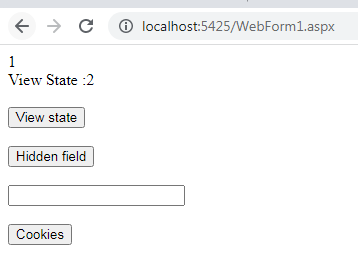 localhost:5425/WebForm1.aspx
1
View State :2
View state
Hidden field
Cookies